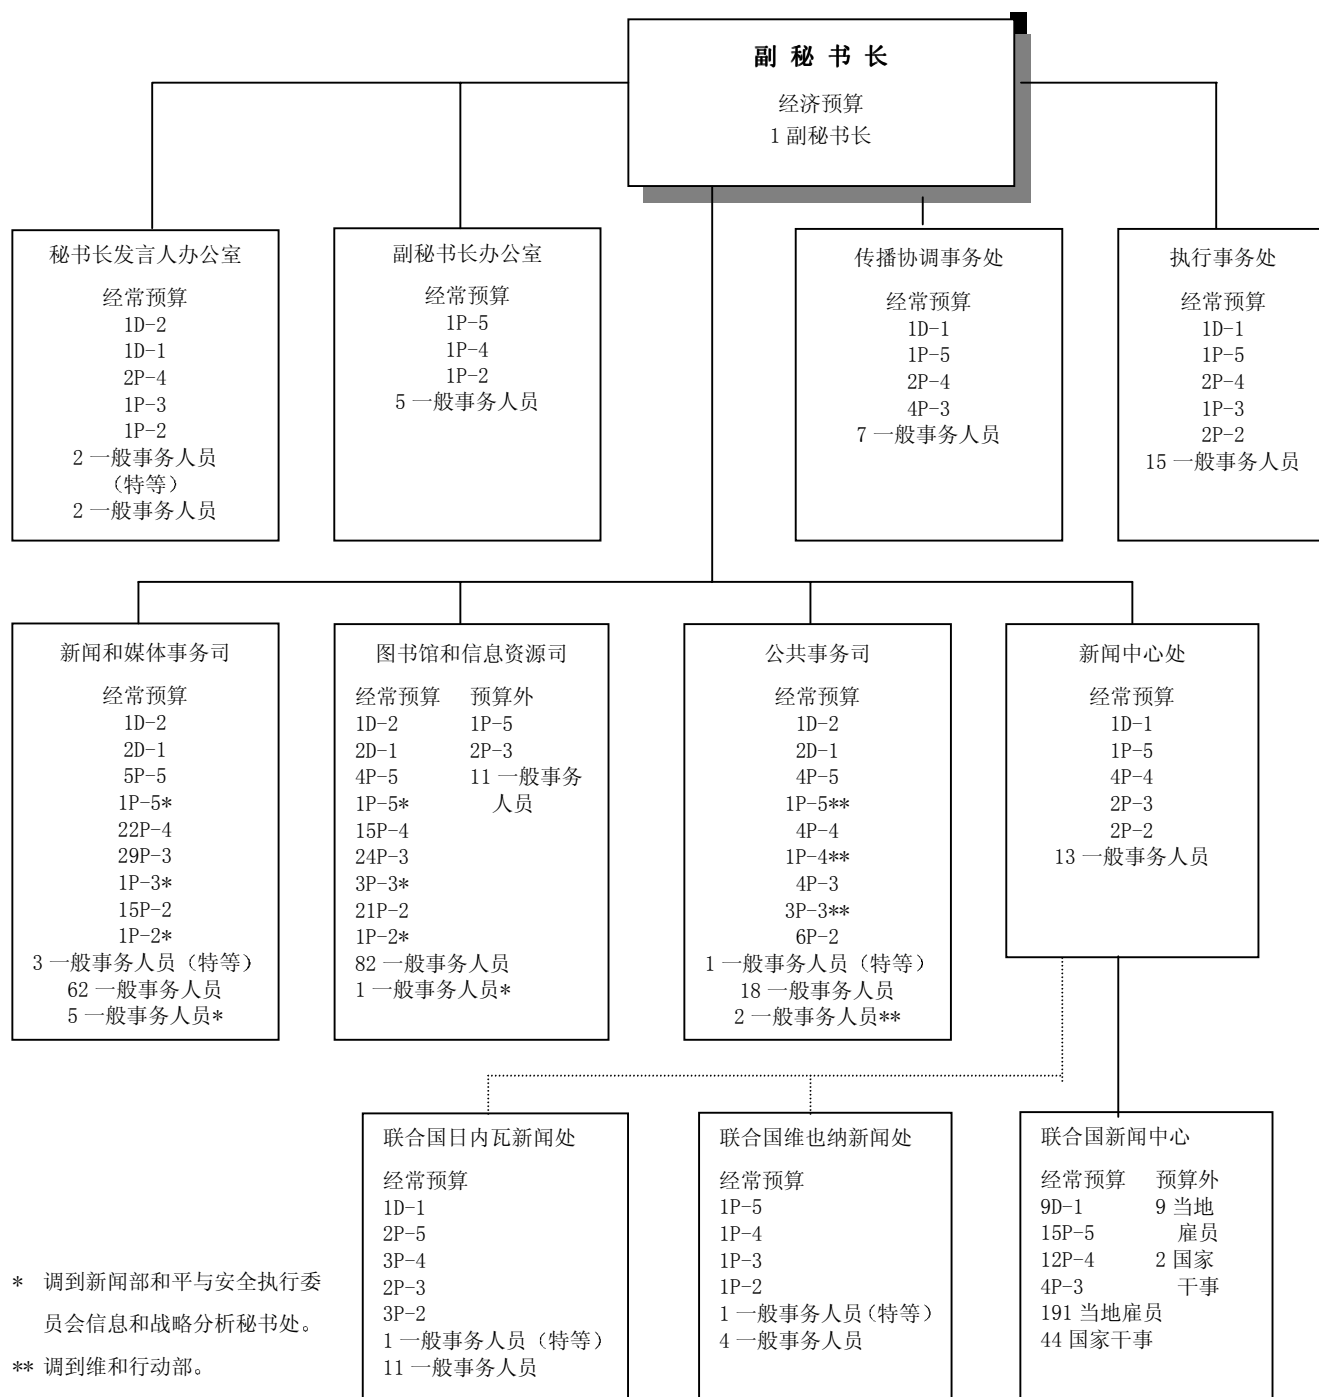 副 秘 书 长
经济预算
1 副秘书长
秘书长发言人办公室
经常预算
1D-2
1D-1
2P-4
1P-3
1P-2
2 一般事务人员
（特等）
2 一般事务人员
副秘书长办公室
经常预算
1P-5
1P-4
1P-2
5 一般事务人员
传播协调事务处
经常预算
1D-1
1P-5
2P-4
4P-3
7 一般事务人员
执行事务处
经常预算
1D-1
1P-5
2P-4
1P-3
2P-2
15 一般事务人员
新闻和媒体事务司
经常预算
1D-2
2D-1
5P-5
1P-5*
22P-4
29P-3
1P-3*
15P-2
1P-2*
3 一般事务人员（特等）
62 一般事务人员
5 一般事务人员*
图书馆和信息资源司
经常预算
1D-2
2D-1
4P-5
1P-5*
15P-4
24P-3
3P-3*
21P-2
1P-2*
82 一般事务人员
1 一般事务人员*
预算外
1P-5
2P-3
11 一般事务
人员
公共事务司
经常预算
1D-2
2D-1
4P-5
1P-5**
4P-4
1P-4**
4P-3
3P-3**
6P-2
1 一般事务人员（特等）
18 一般事务人员
2 一般事务人员**
新闻中心处
经常预算
1D-1
1P-5
4P-4
2P-3
2P-2
13 一般事务人员
联合国日内瓦新闻处
经常预算
1D-1
2P-5
3P-4
2P-3
3P-2
1 一般事务人员（特等）
11 一般事务人员
联合国维也纳新闻处
经常预算
1P-5
1P-4
1P-3
1P-2
1 一般事务人员（特等）
4 一般事务人员
联合国新闻中心
经常预算
9D-1
15P-5
12P-4
4P-3
191 当地雇员
44 国家干事
预算外
9 当地
雇员
2 国家
干事
* 调到新闻部和平与安全执行委
员会信息和战略分析秘书处。
** 调到维和行动部。